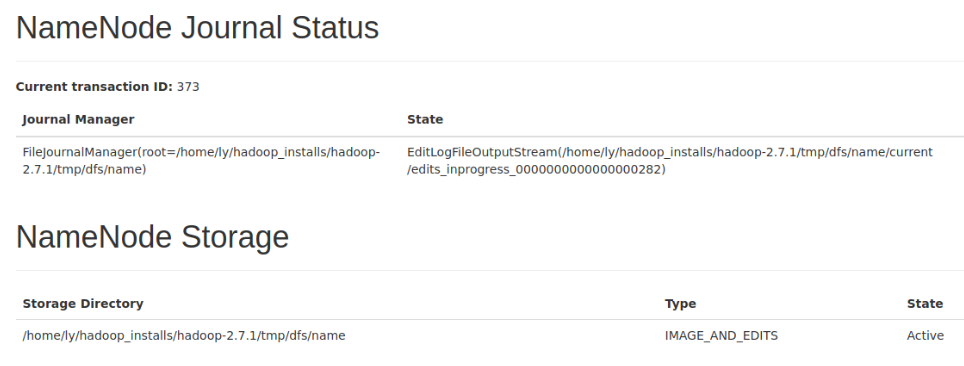 NameNode Journal Status
Current transaction ID: 373
Journal Manager State
FileJournalManager(root=/home/ly/hadoop_installs/hadoop-
2.7.1/tmp/dfs/name)
EditLogFileOutputStream(/home/ly/hadoop_installs/hadoop-2.7.1/tmp/dfs/name/current
/edits_inprogress_0000000000000000282)
NameNode Storage
Storage Directory Type State
/home/ly/hadoop_installs/hadoop-2.7.1/tmp/dfs/name IMAGE_AND_EDITS Active